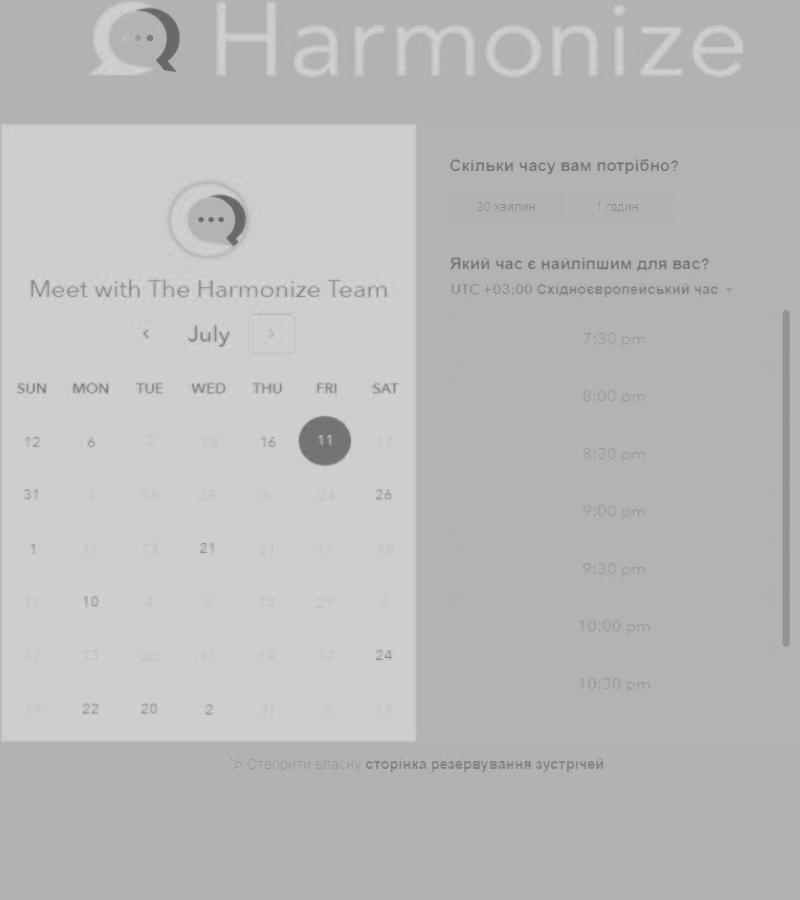 Harmonize
Meet with The Harmonize Team
July
SUN MON TUE WED THU FRI SAT
12 6 2 10 16 11 17
31 1 10 28 6 24 26
1 11 13 21 21 11 10
11 10 4 6 12 27 2
17 13 20 11 19 17 24
17 22 20 2 31 3 19
Скільки часу вам потрібно?
30 хвилин 1 годин
Який час є найліпшим для вас?
UTC +03:00 Східноєвропейський час
7:30 pm
8:00 pm
8:30 pm
9:00 pm
9:30 pm
10:00 pm
10:30 pm
Створити власну сторінка резервування зустрічей